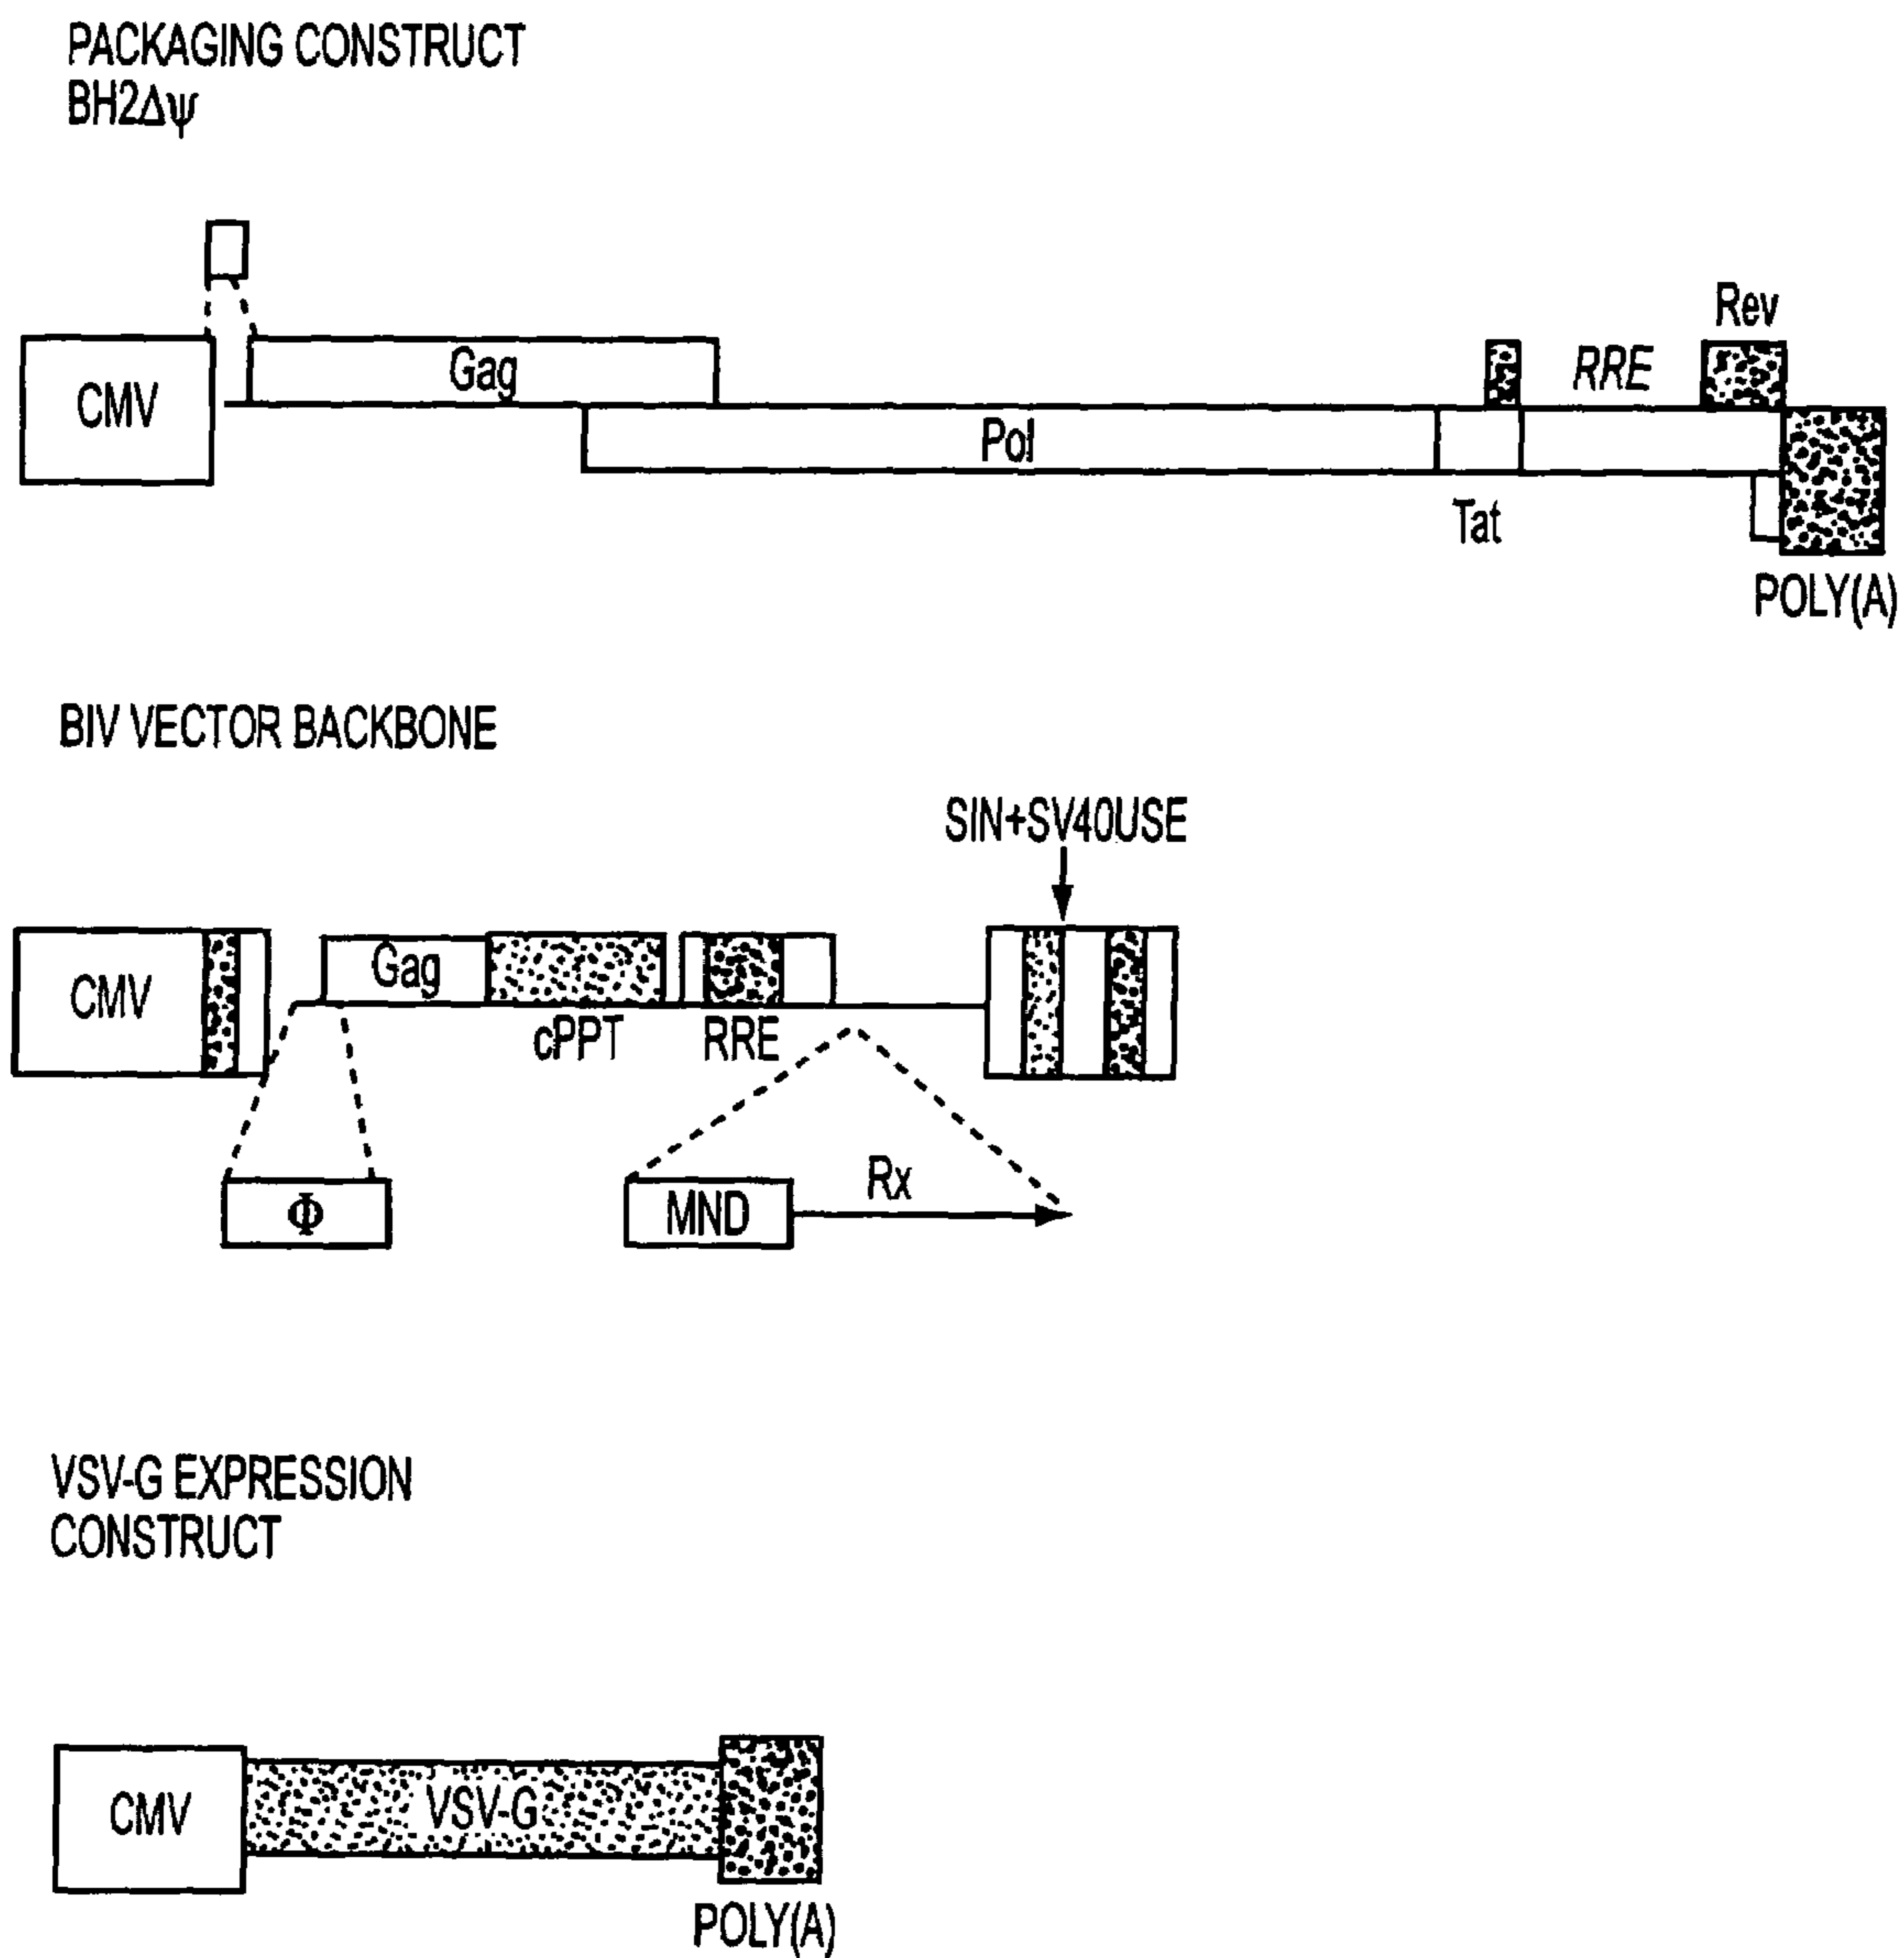 PACKAGING CONSTRUCT
BH2Δψ
Rev
CMV
Gag
RRE
Pol
Tat
POLY(A)
BIV VECTOR BACKBONE
SIN+SV40USE
CMV
Gag
cPPT
RRE
Φ
MND
Rx
VSV-G EXPRESSION
CONSTRUCT
CMV
VSV-G
POLY(A)